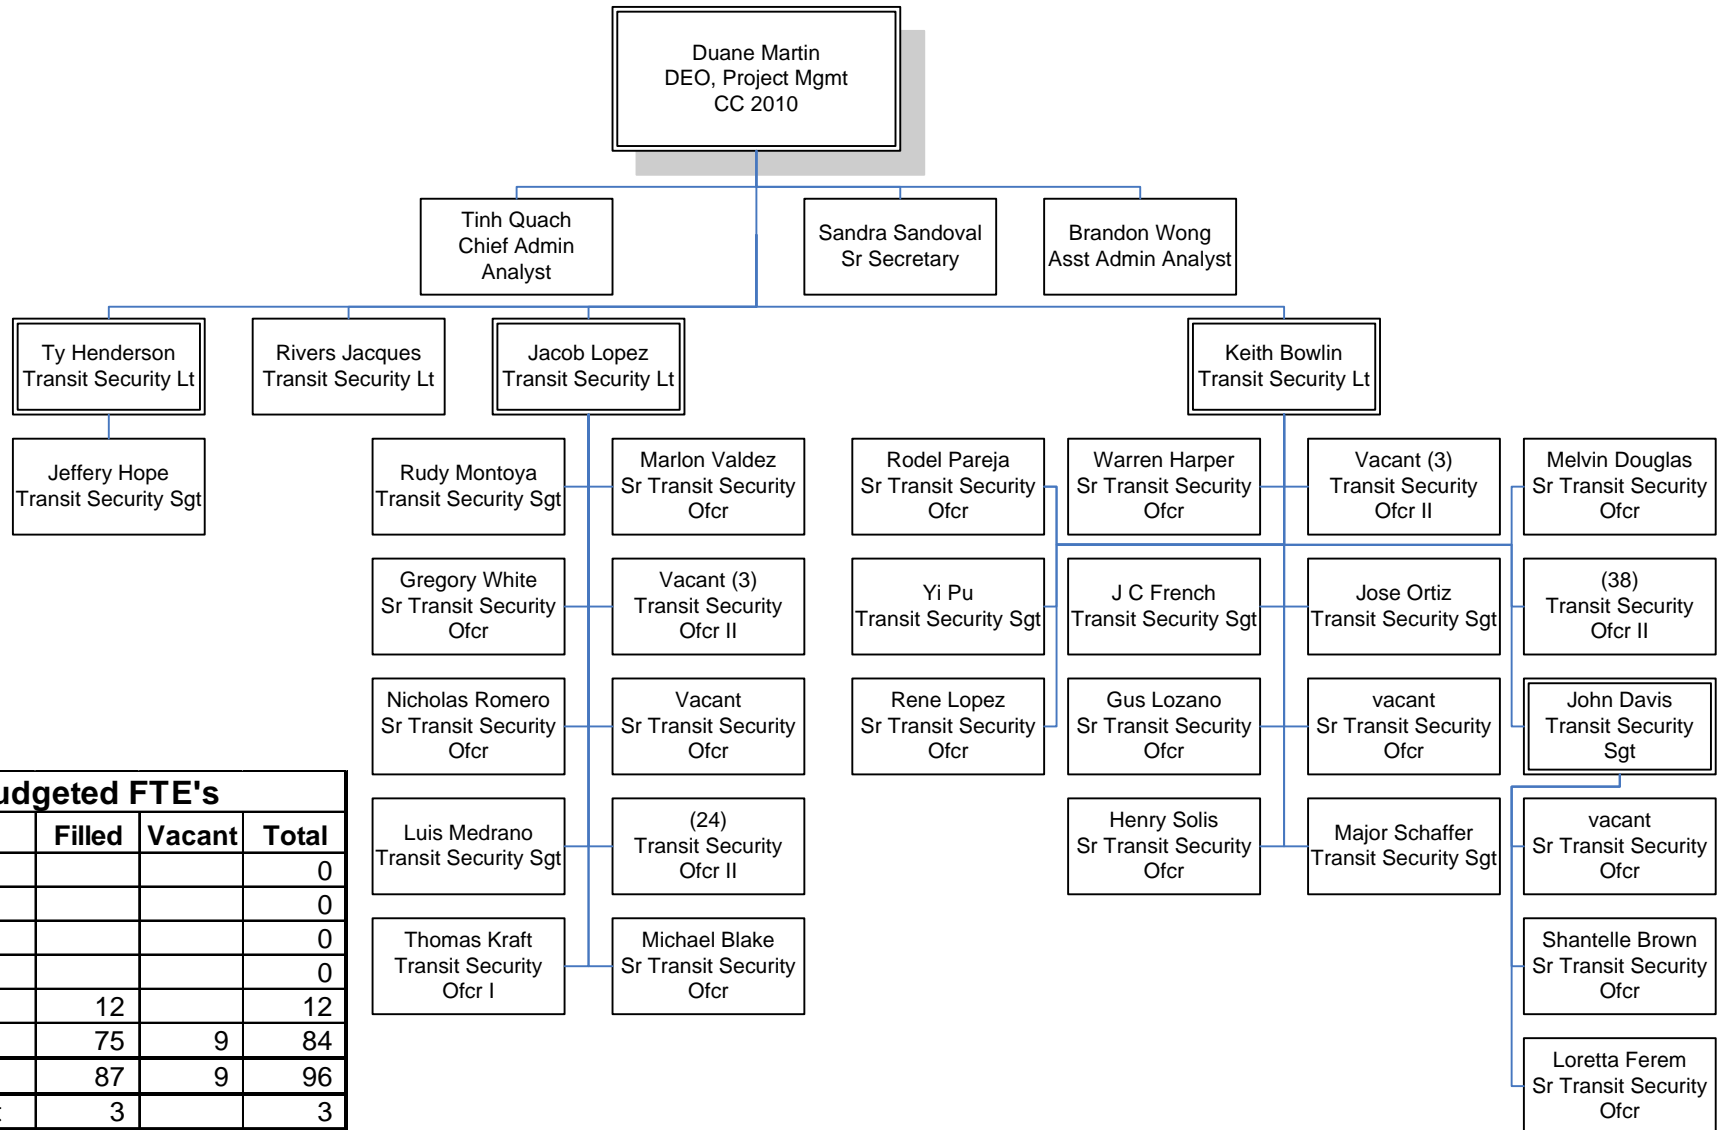 Duane Martin
DEO, Project Mgmt
CC 2010
Tinh Quach
Chief Admin
Analyst
Sandra Sandoval
Sr Secretary
Brandon Wong
Asst Admin Analyst
Ty Henderson
Transit Security Lt
Rivers Jacques
Transit Security Lt
Jacob Lopez
Transit Security Lt
Keith Bowlin
Transit Security Lt
Jeffery Hope
Transit Security Sgt
Rudy Montoya
Transit Security Sgt
Marlon Valdez
Sr Transit Security
Ofcr
Rodel Pareja
Sr Transit Security
Ofcr
Warren Harper
Sr Transit Security
Ofcr
Vacant (3)
Transit Security
Ofcr II
Melvin Douglas
Sr Transit Security
Ofcr
Gregory White
Sr Transit Security
Ofcr
Vacant (3)
Transit Security
Ofcr II
Yi Pu
Transit Security Sgt
J C French
Transit Security Sgt
Jose Ortiz
Transit Security Sgt
(38)
Transit Security
Ofcr II
Nicholas Romero
Sr Transit Security
Ofcr
Vacant
Sr Transit Security
Ofcr
Rene Lopez
Sr Transit Security
Ofcr
Gus Lozano
Sr Transit Security
Ofcr
vacant
Sr Transit Security
Ofcr
John Davis
Transit Security
Sgt
Luis Medrano
Transit Security Sgt
(24)
Transit Security
Ofcr II
Henry Solis
Sr Transit Security
Ofcr
Major Schaffer
Transit Security Sgt
vacant
Sr Transit Security
Ofcr
Thomas Kraft
Transit Security
Ofcr I
Michael Blake
Sr Transit Security
Ofcr
Shantelle Brown
Sr Transit Security
Ofcr
Loretta Ferem
Sr Transit Security
Ofcr
udgeted FTE's
Filled Vacant Total
0
0
0
0
12 12
75 9 84
87 9 96
3 3